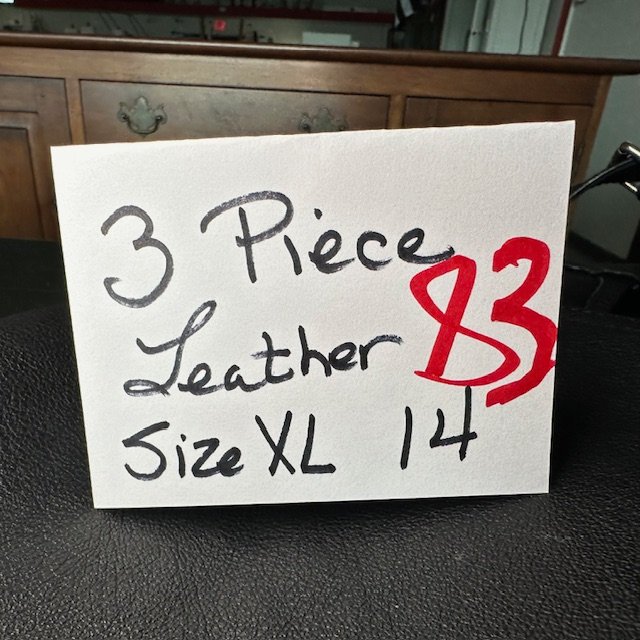 3 Piece
Leather 83
Size XL 14